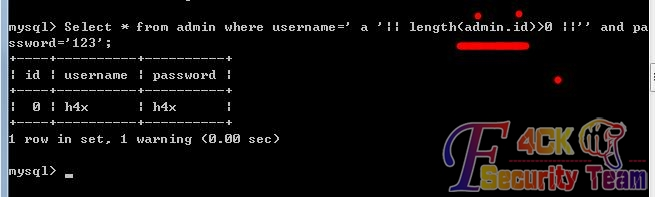 mysql> Select * from admin where username=' a '|| length(admin.id)>0 ||'' and pa
ssword='123';
+----+----------+----------+
| id | username | password |
+----+----------+----------+
| 0 | h4x | h4x |
+----+----------+----------+
1 row in set, 1 warning (0.00 sec)
mysql> _
F4CK
Security Team